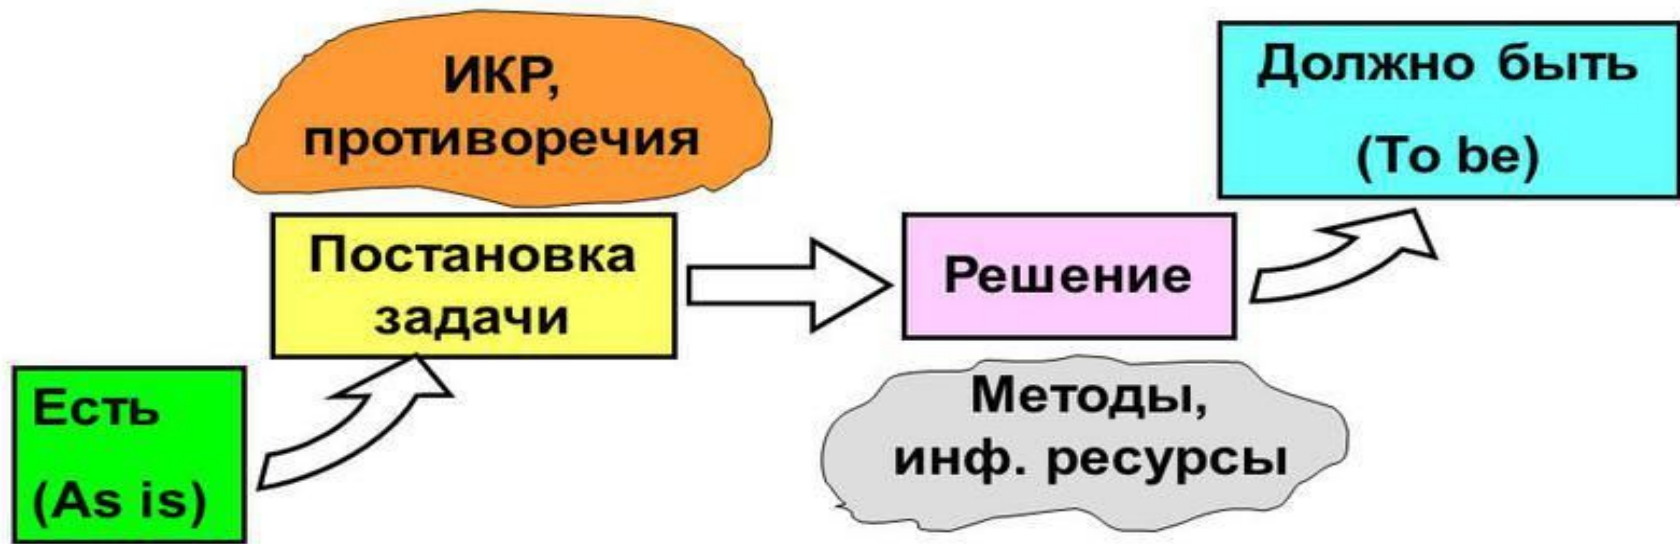 ИКР,
противоречия
Должно быть
(To be)
Постановка
задачи
Решение
Есть
(As is)
Методы,
инф. ресурсы